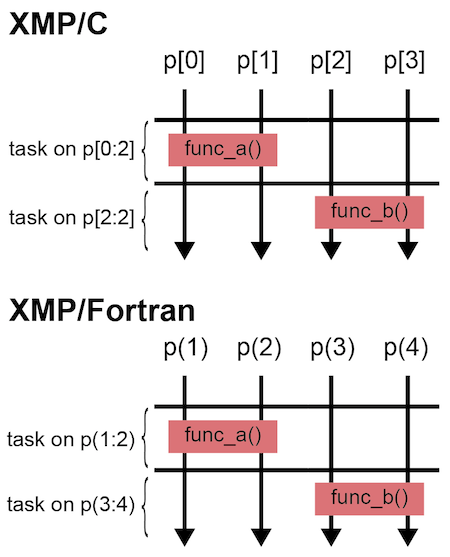 XMP/C
p[0] p[1] p[2] p[3]
task on p[0:2]
func_a()
task on p[2:2]
func_b()
XMP/Fortran
p(1) p(2) p(3) p(4)
task on p(1:2)
func_a()
task on p(3:4)
func_b()